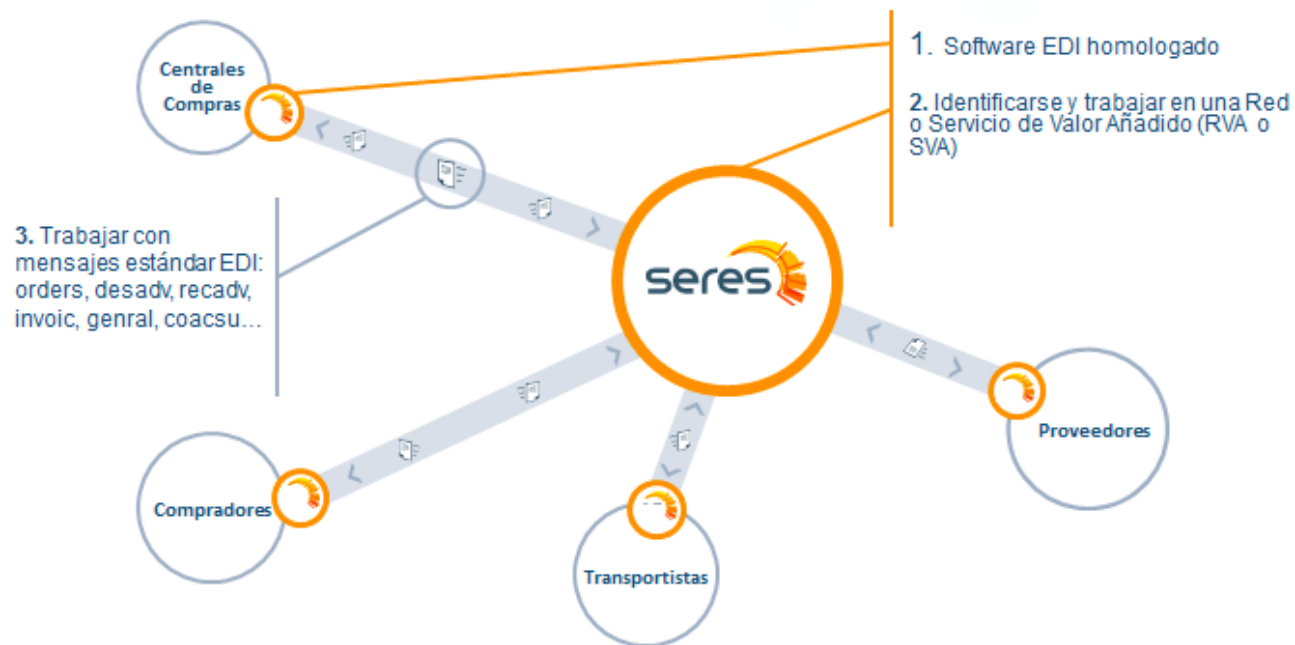 Centrales
de
Compras
1. Software EDI homologado
2. Identificarse y trabajar en una Red
o Servicio de Valor Añadido (RVA o
SVA)
3. Trabajar con
mensajes estándar EDI:
orders, desadv, recadv,
invoic, genral, coacsu...
seres
Proveedores
Compradores
Transportistas